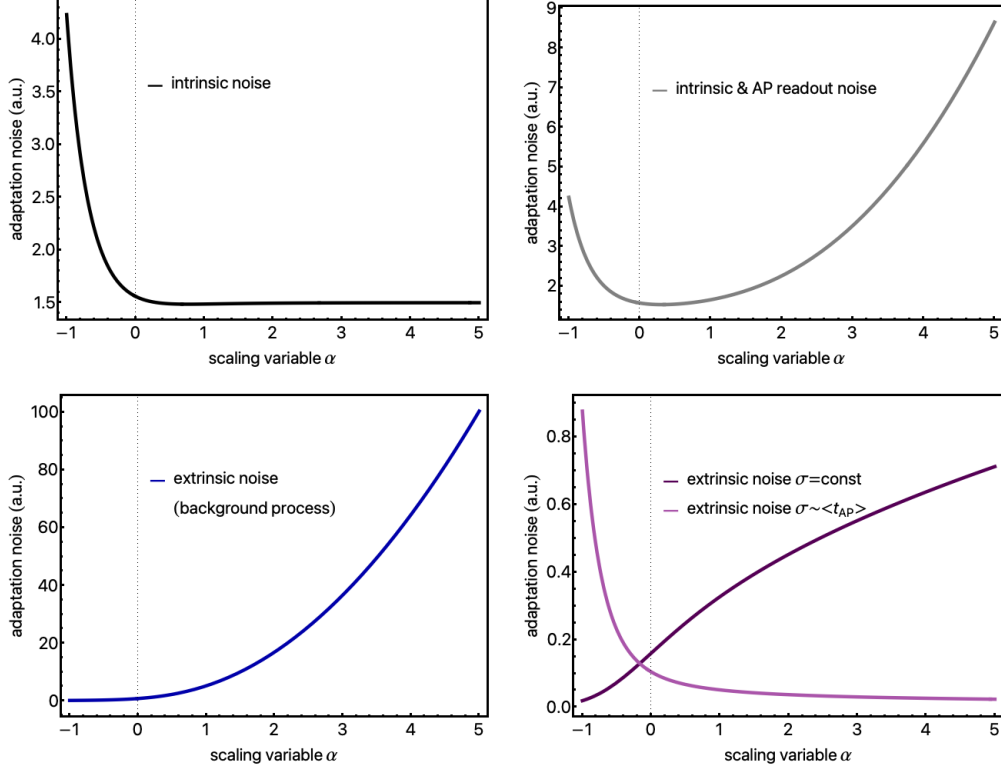 adaptation noise (a.u.)
4.0
3.5
3.0
2.5
2.0
1.5
intrinsic noise
−1 0 1 2 3 4 5
scaling variable α
adaptation noise (a.u.)
9
8
7
6
5
4
3
2
intrinsic & AP readout noise
−1 0 1 2 3 4 5
scaling variable α
adaptation noise (a.u.)
100
80
60
40
20
0
extrinsic noise
(background process)
−1 0 1 2 3 4 5
scaling variable α
adaptation noise (a.u.)
0.8
0.6
0.4
0.2
0.0
extrinsic noise σ=const
extrinsic noise σ~<t_AP>
−1 0 1 2 3 4 5
scaling variable α